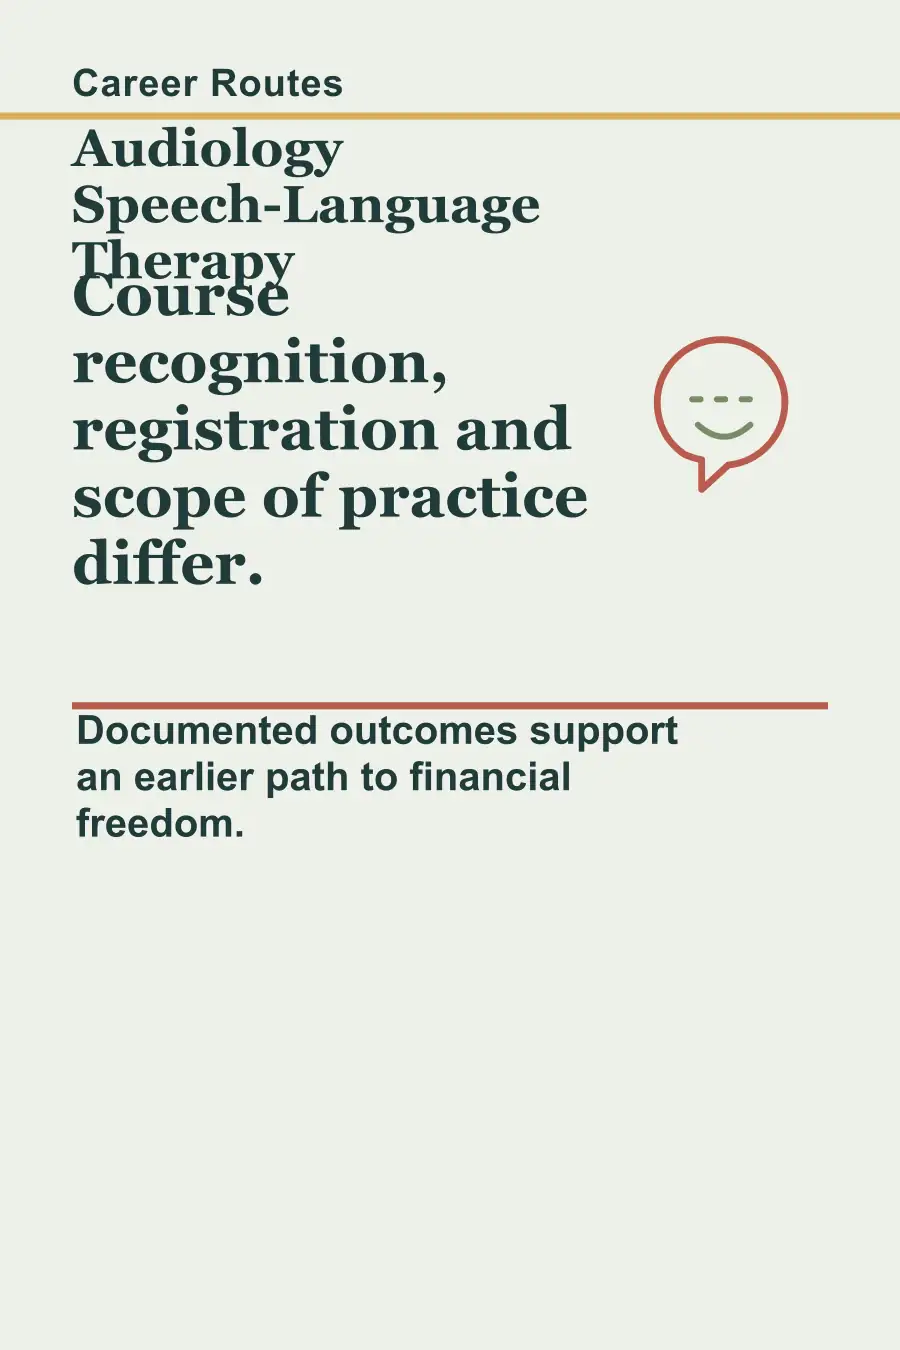 Career Routes
Audiology
Speech-Language
Therapy
Course
recognition,
registration and
scope of practice
differ.
Documented outcomes support
an earlier path to financial
freedom.